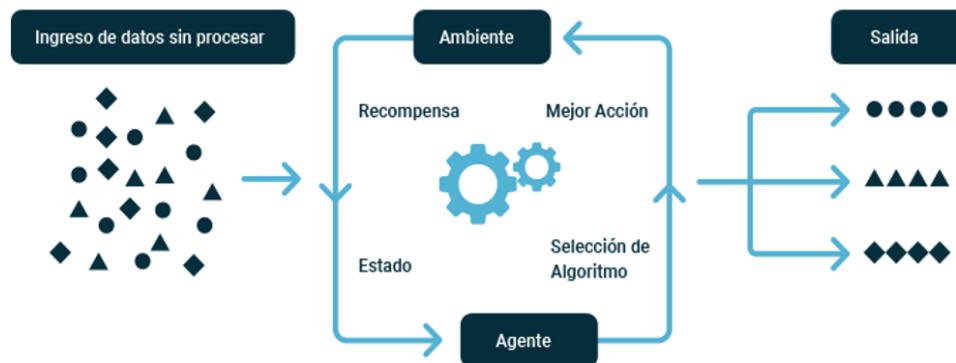 Ingreso de datos sin procesar
Ambiente
Salida
Recompensa
Mejor Acción
Estado
Selección de
Algoritmo
Agente